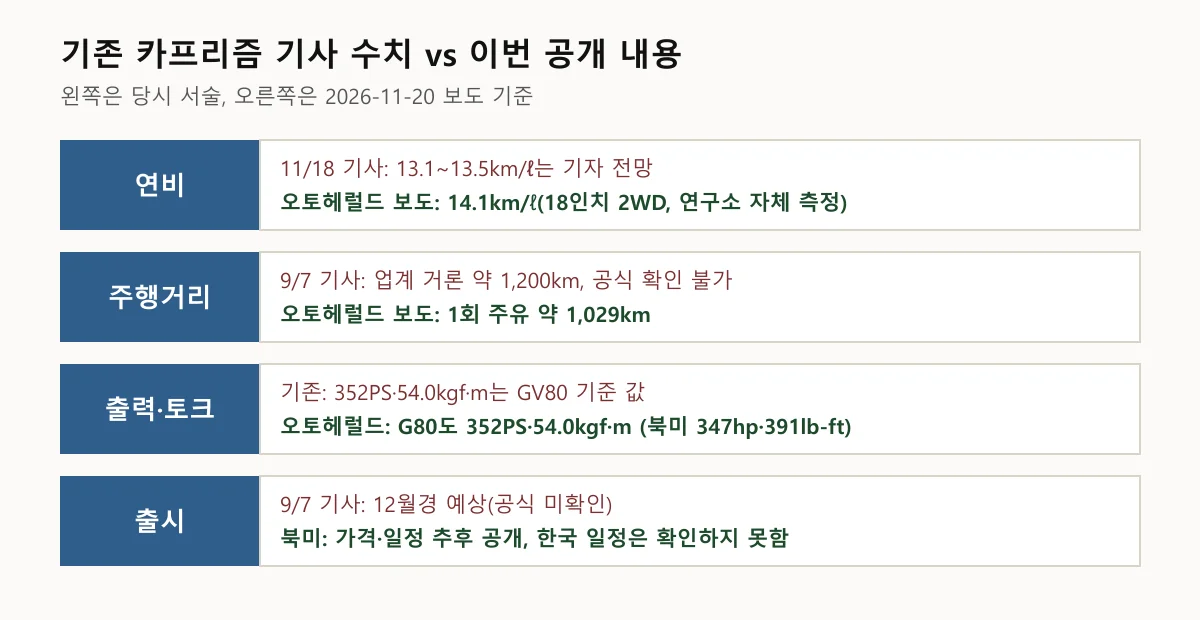 기존 카프리즘 기사 수치 vs 이번 공개 내용
왼쪽은 당시 서술, 오른쪽은 2026-11-20 보도 기준
연비
11/18 기사: 13.1~13.5km/ℓ는 기자 전망
오토헤럴드 보도: 14.1km/ℓ(18인치 2WD, 연구소 자체 측정)
주행거리
9/7 기사: 업계 거론 약 1,200km, 공식 확인 불가
오토헤럴드 보도: 1회 주유 약 1,029km
출력·토크
기존: 352PS·54.0kgf·m는 GV80 기준 값
오토헤럴드: G80도 352PS·54.0kgf·m (북미 347hp·391lb-ft)
출시
9/7 기사: 12월경 예상(공식 미확인)
북미: 가격·일정 추후 공개, 한국 일정은 확인하지 못함